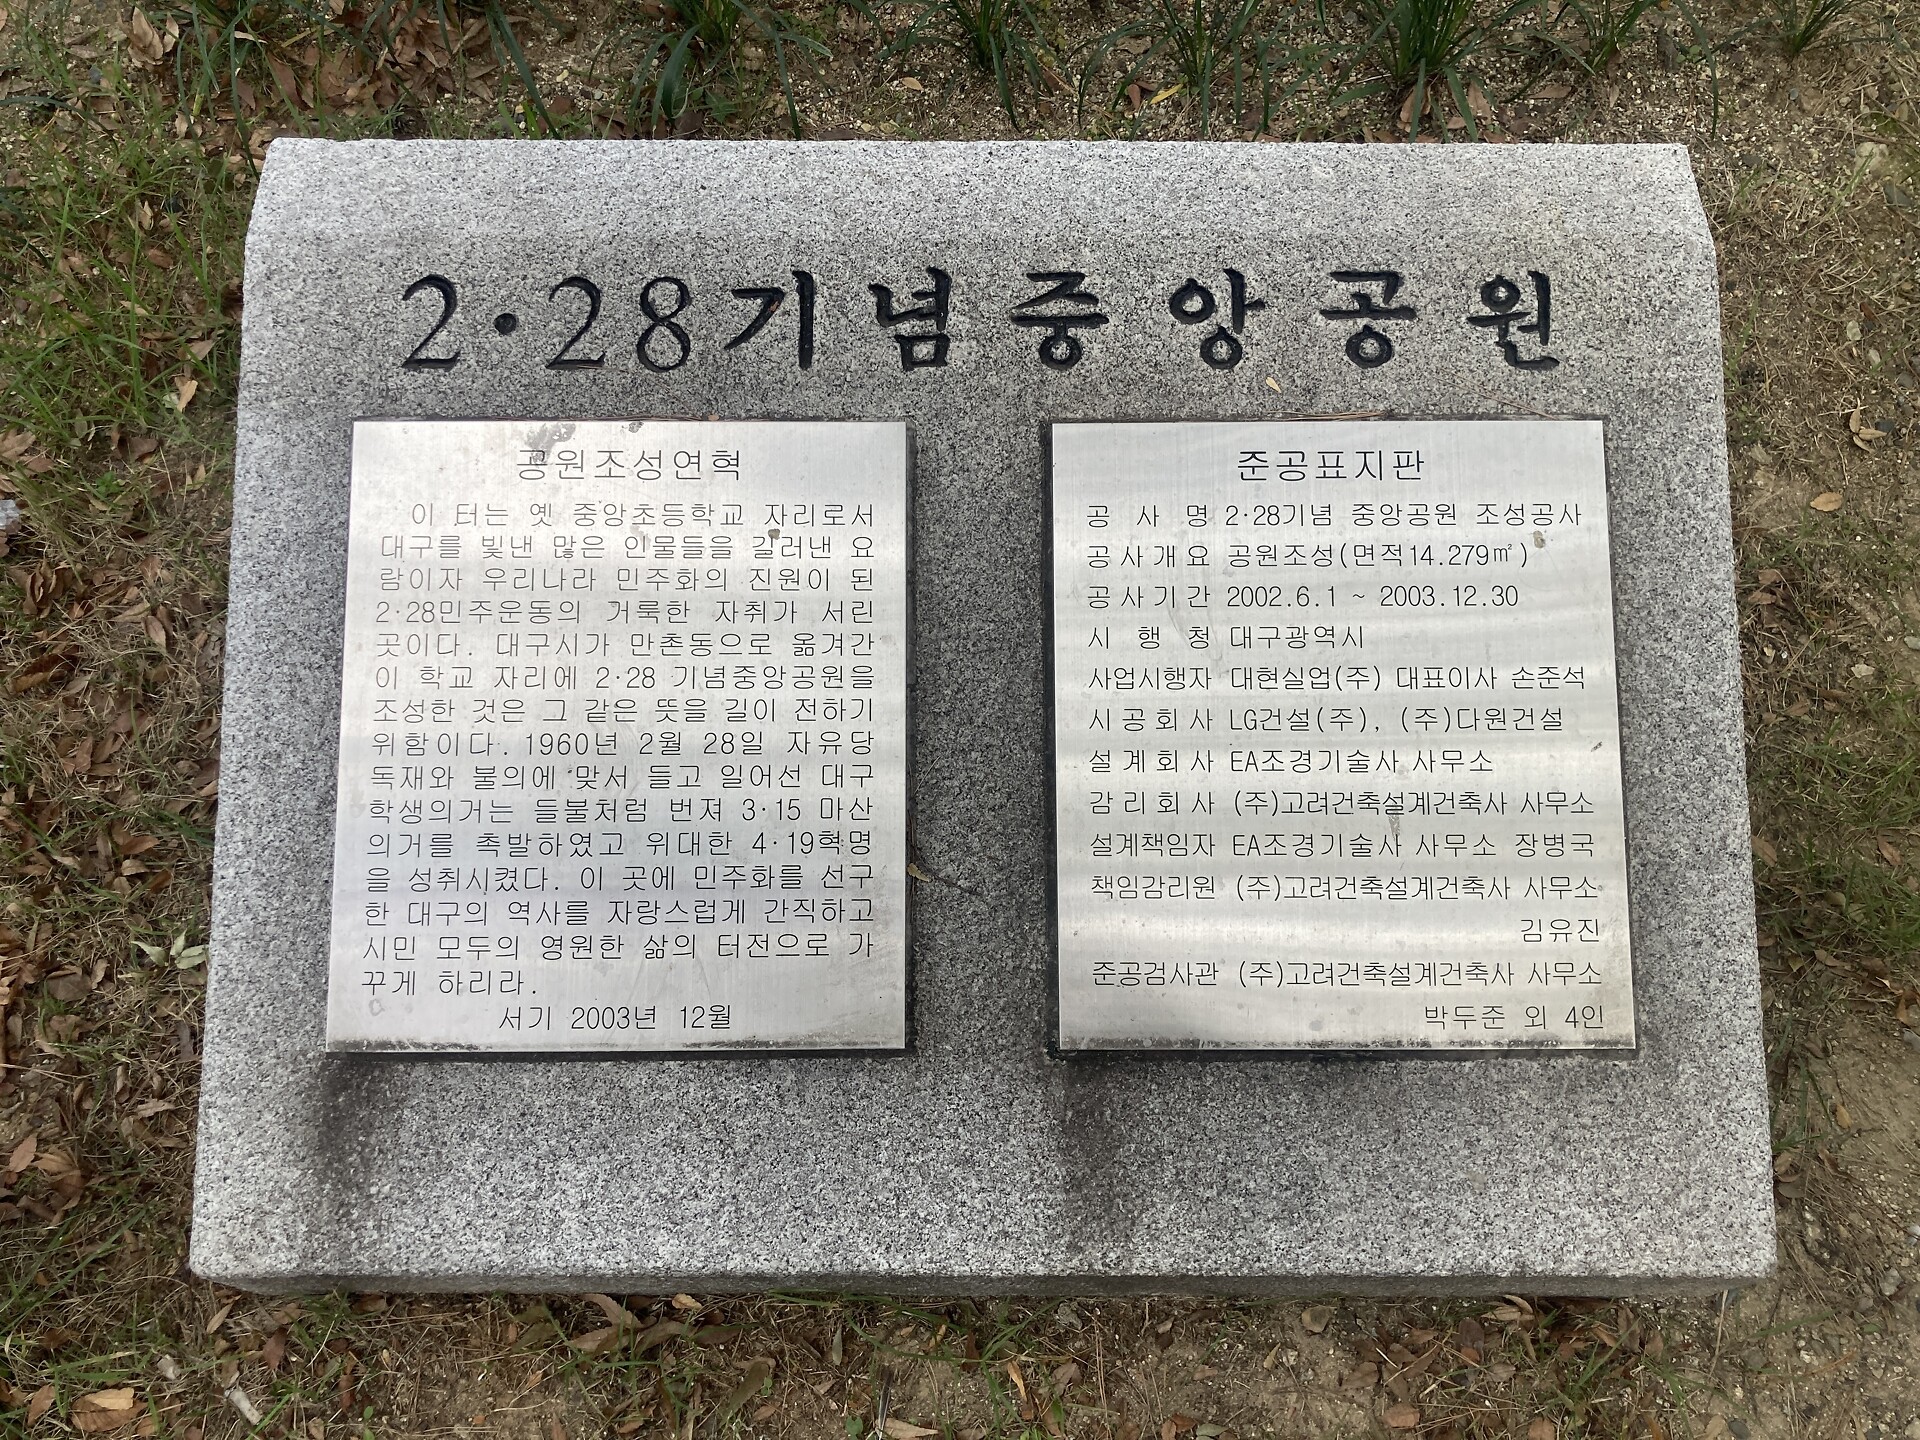 2·28기념중앙공원
공원조성연혁
이 터는 옛 중앙초등학교 자리로서
대구를 빛낸 많은 인물들을 길러낸 요
람이자 우리나라 민주화의 진원이 된
2·28민주운동의 거룩한 자취가 서린
곳이다. 대구시가 만촌동으로 옮겨간
이 학교 자리에 2·28 기념중앙공원을
조성한 것은 그 같은 뜻을 길이 전하기
위함이다. 1960년 2월 28일 자유당
독재와 불의에 맞서 들고 일어선 대구
학생의거는 들불처럼 번져 3·15 마산
의거를 촉발하였고 위대한 4·19혁명
을 성취시켰다. 이 곳에 민주화를 선구
한 대구의 역사를 자랑스럽게 간직하고
시민 모두의 영원한 삶의 터전으로 가
꾸게 하리라.
서기 2003년 12월
준공표지판
공 사 명 2·28기념 중앙공원 조성공사
공사개요 공원조성(면적14.279㎡)
공사기간 2002.6.1 ~ 2003.12.30
시 행 청 대구광역시
사업시행자 대현실업(주) 대표이사 손준석
시공회사 LG건설(주), (주)다원건설
설계회사 EA조경기술사 사무소
감리회사 (주)고려건축설계건축사 사무소
설계책임자 EA조경기술사 사무소 장병국
책임감리원 (주)고려건축설계건축사 사무소
김유진
준공검사관 (주)고려건축설계건축사 사무소
박두준 외 4인